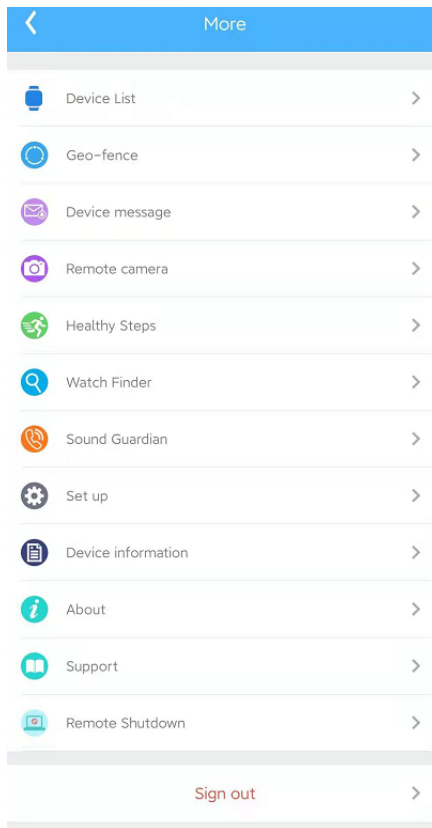 More
Device List
Geo-fence
Device message
Remote camera
Healthy Steps
Watch Finder
Sound Guardian
Set up
Device information
About
Support
Remote Shutdown
Sign out